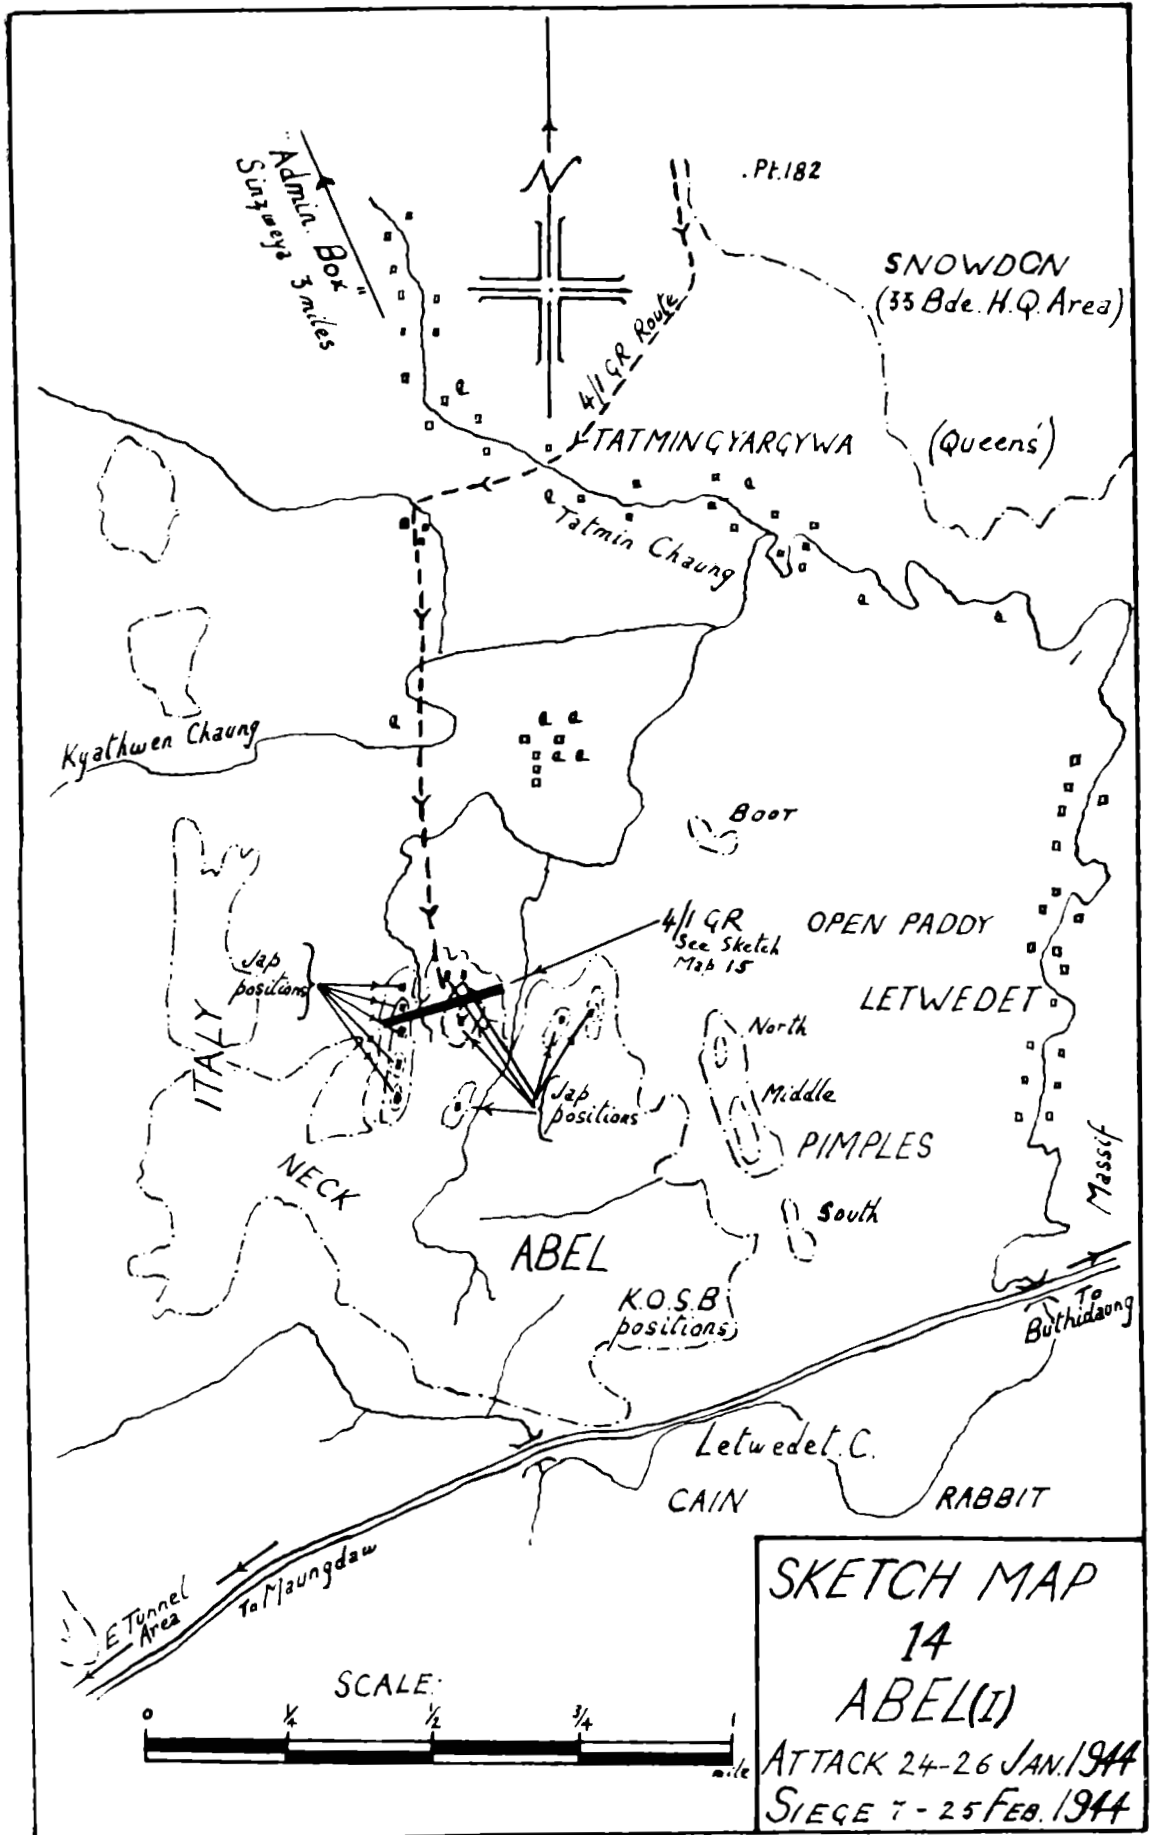 N
.Pt.182
"Admin. Box"
Sinzweya 3 miles
SNOWDON
(33 Bde. H.Q. Area)
4/1 GR Route
TATMINGYARGYWA
(Queens')
Tatmin Chaung
Kyathwen Chaung
BOOT
4/1 GR
See Sketch
Map 15
OPEN PADDY
Jap
positions
LETWEDET
ITALY
North
Middle
Jap
positions
PIMPLES
NECK
Massif
South
ABEL
K.O.S.B
positions
To
Buthidaung
Letwedet. C.
CAIN
RABBIT
To Maungdaw
E Tunnel
Area
SCALE:
0 1/4 1/2 3/4 1
mile
SKETCH MAP
14
ABEL(I)
ATTACK 24-26 JAN. 1944
SIEGE 7-25 FEB. 1944